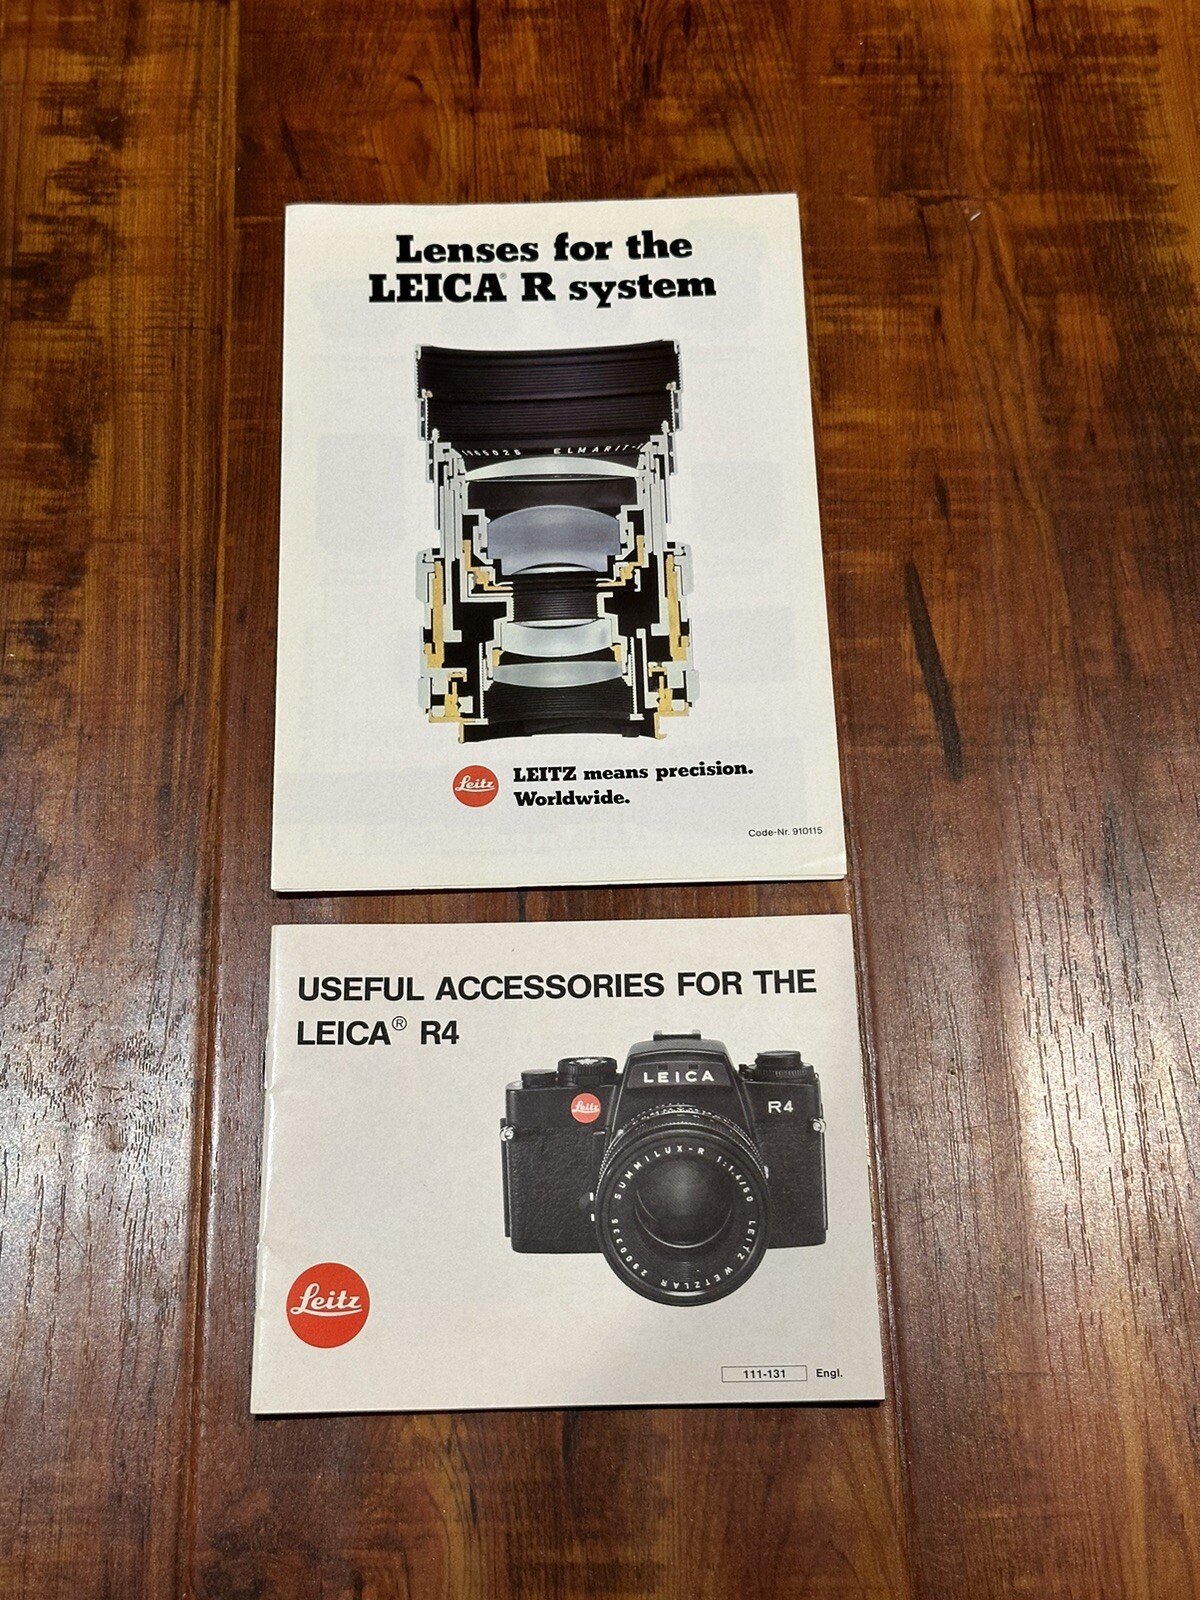 Lenses for the
LEICA® R system
ELMARIT-
Leitz
LEITZ means precision.
Worldwide.
Code-Nr. 910115
USEFUL ACCESSORIES FOR THE
LEICA® R4
LEICA
Leitz
R4
SUMMILUX-R 1:1.4/50 LEITZ WETZLAR
Leitz
111-131 Engl.